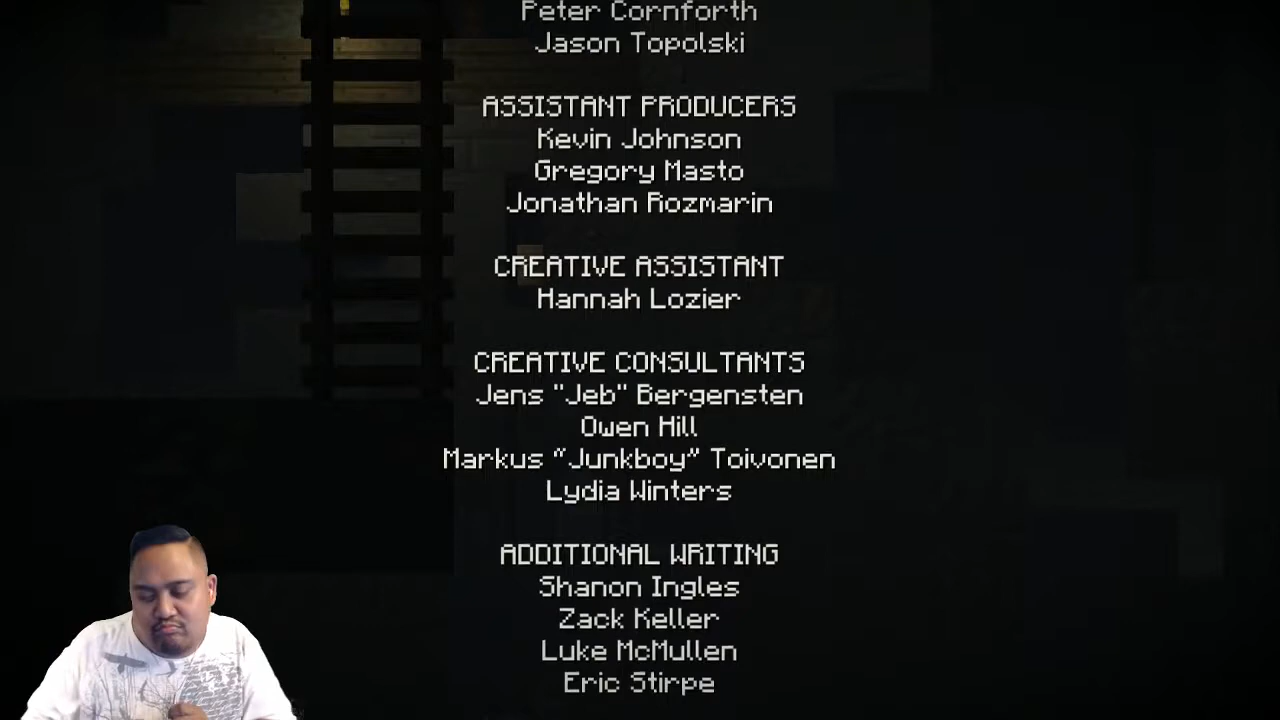 Peter Cornforth
Jason Topolski
ASSISTANT PRODUCERS
Kevin Johnson
Gregory Masto
Jonathan Rozmarin
CREATIVE ASSISTANT
Hannah Lozier
CREATIVE CONSULTANTS
Jens "Jeb" Bergensten
Owen Hill
Markus “Junkboy” Toivonen
Lydia Winters
ADDITIONAL WRITING
Shanon Ingles
Zack Keller
Luke McMullen
Eric Stirpe